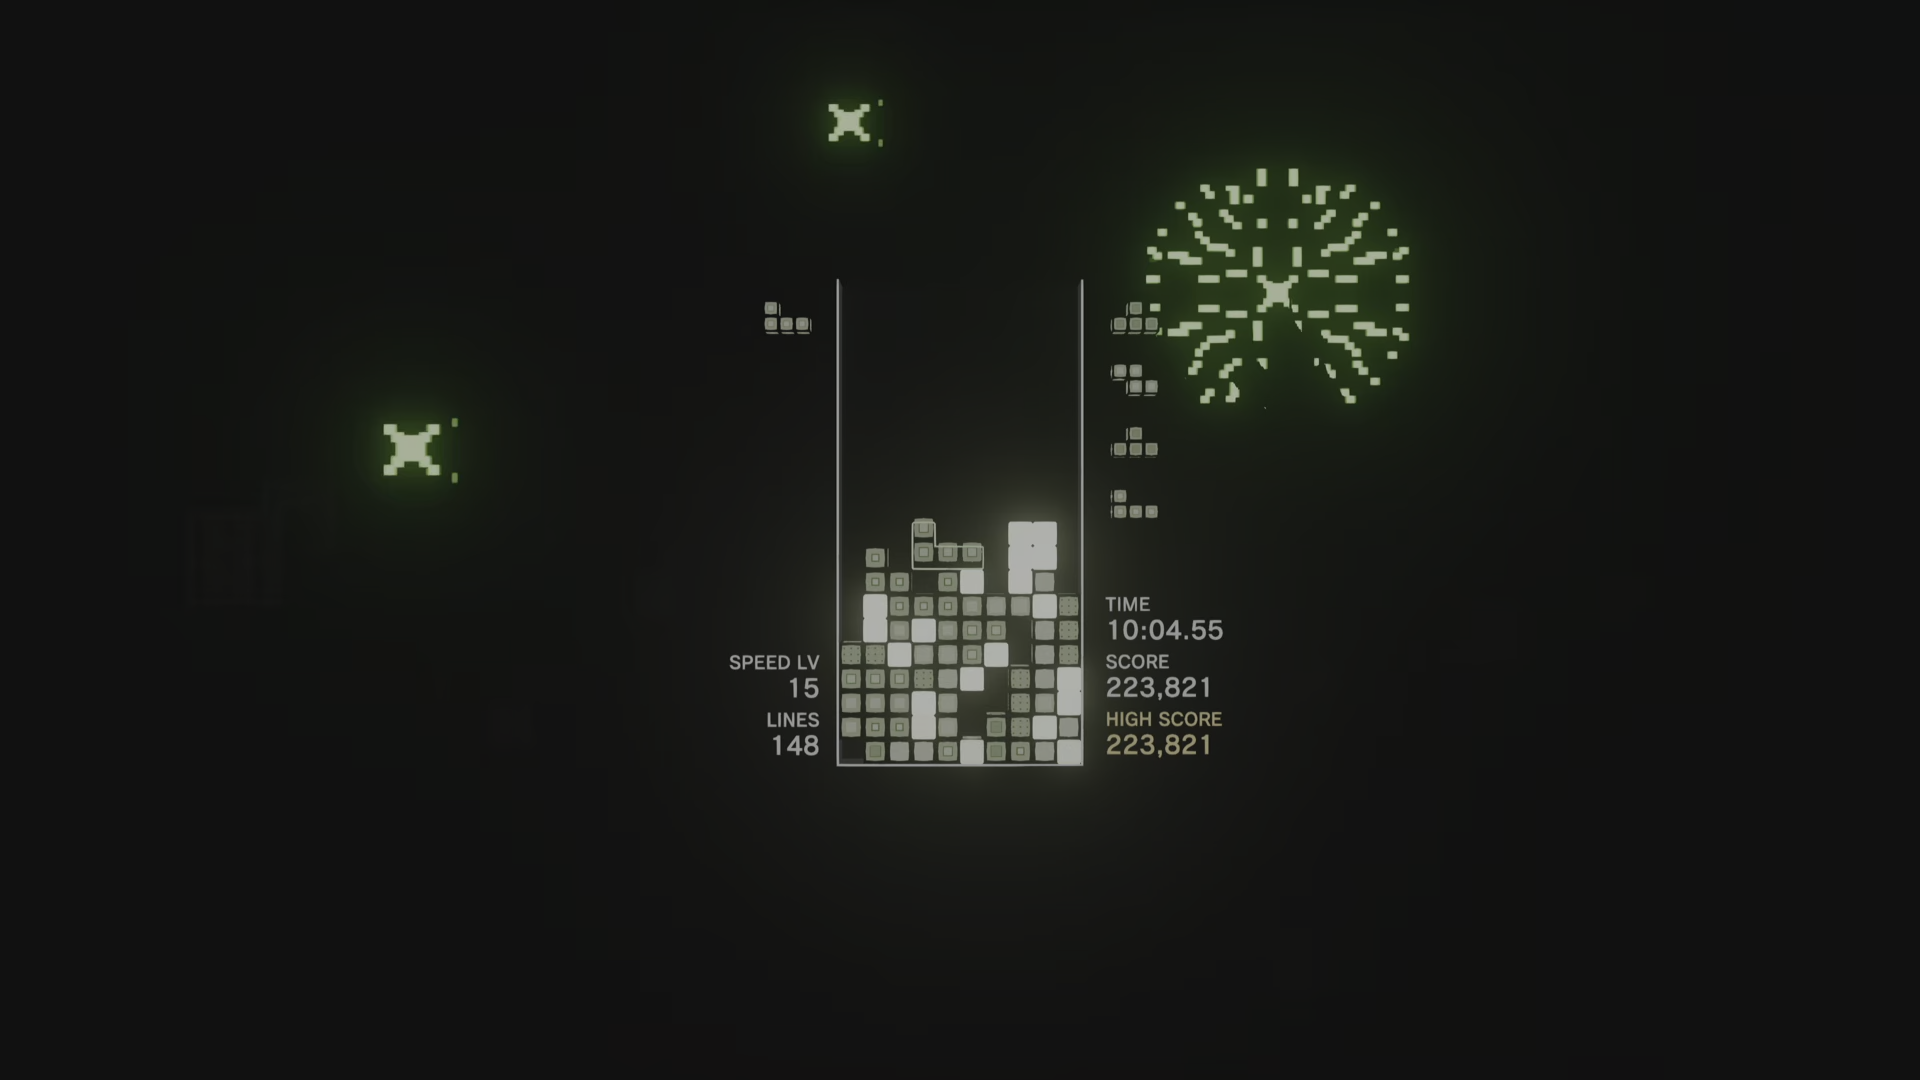 SPEED LV
15
LINES
148
TIME
10:04.55
SCORE
223,821
HIGH SCORE
223,821